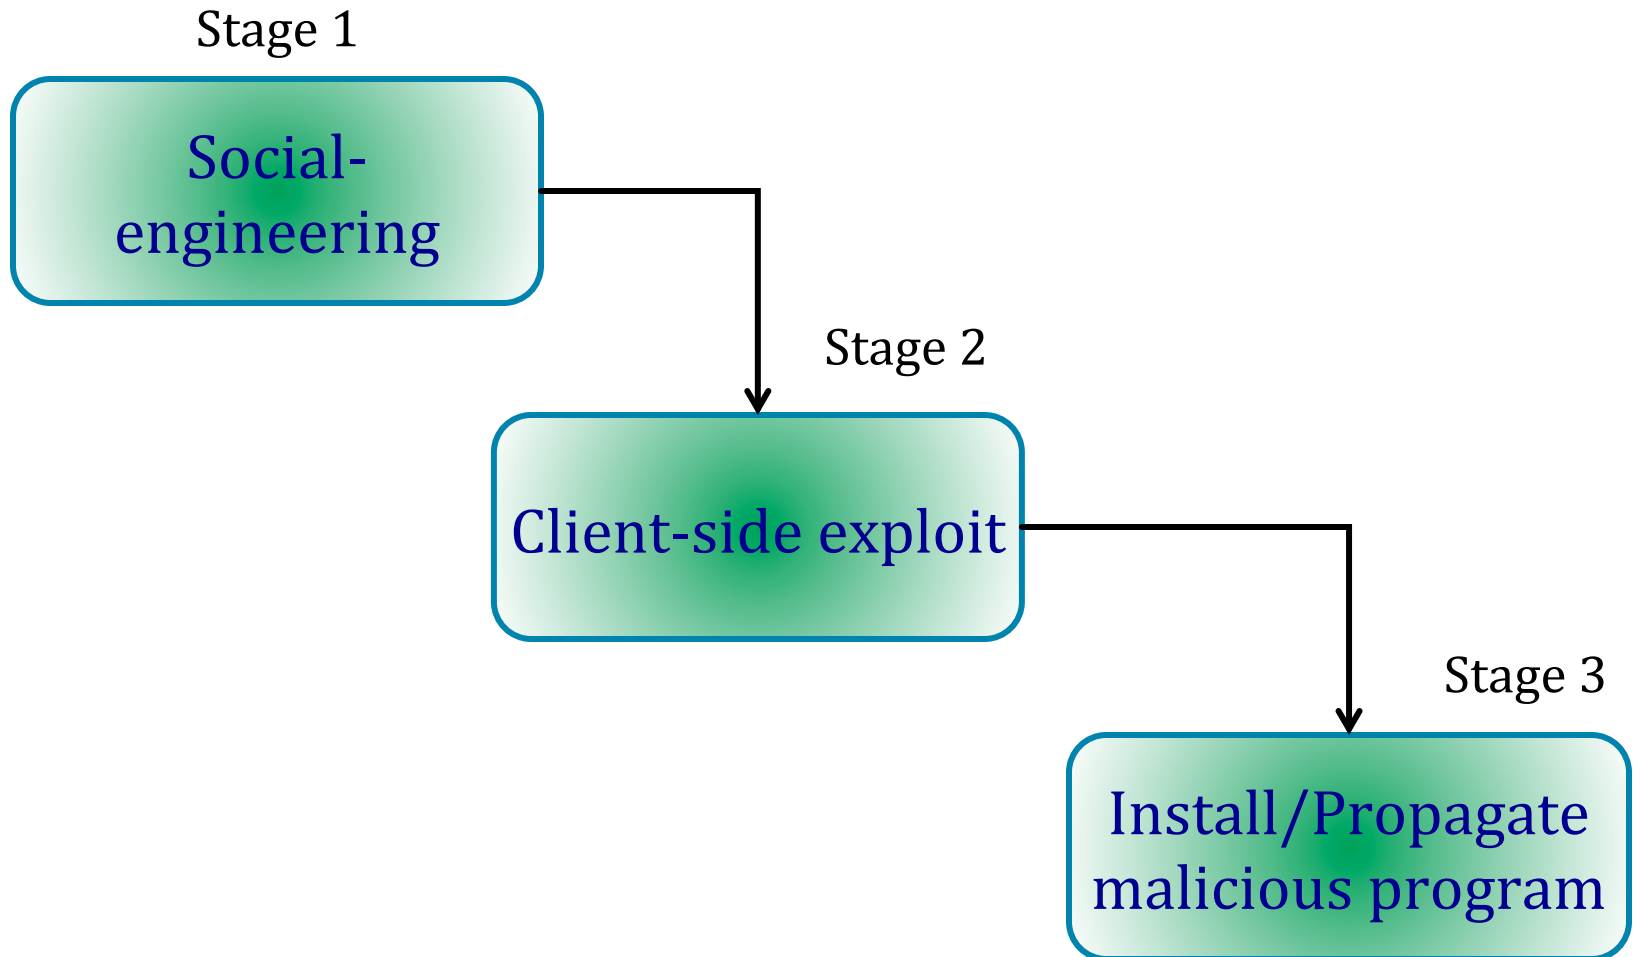 Stage 1
Social-
engineering
Stage 2
Client-side exploit
Stage 3
Install/Propagate
malicious program